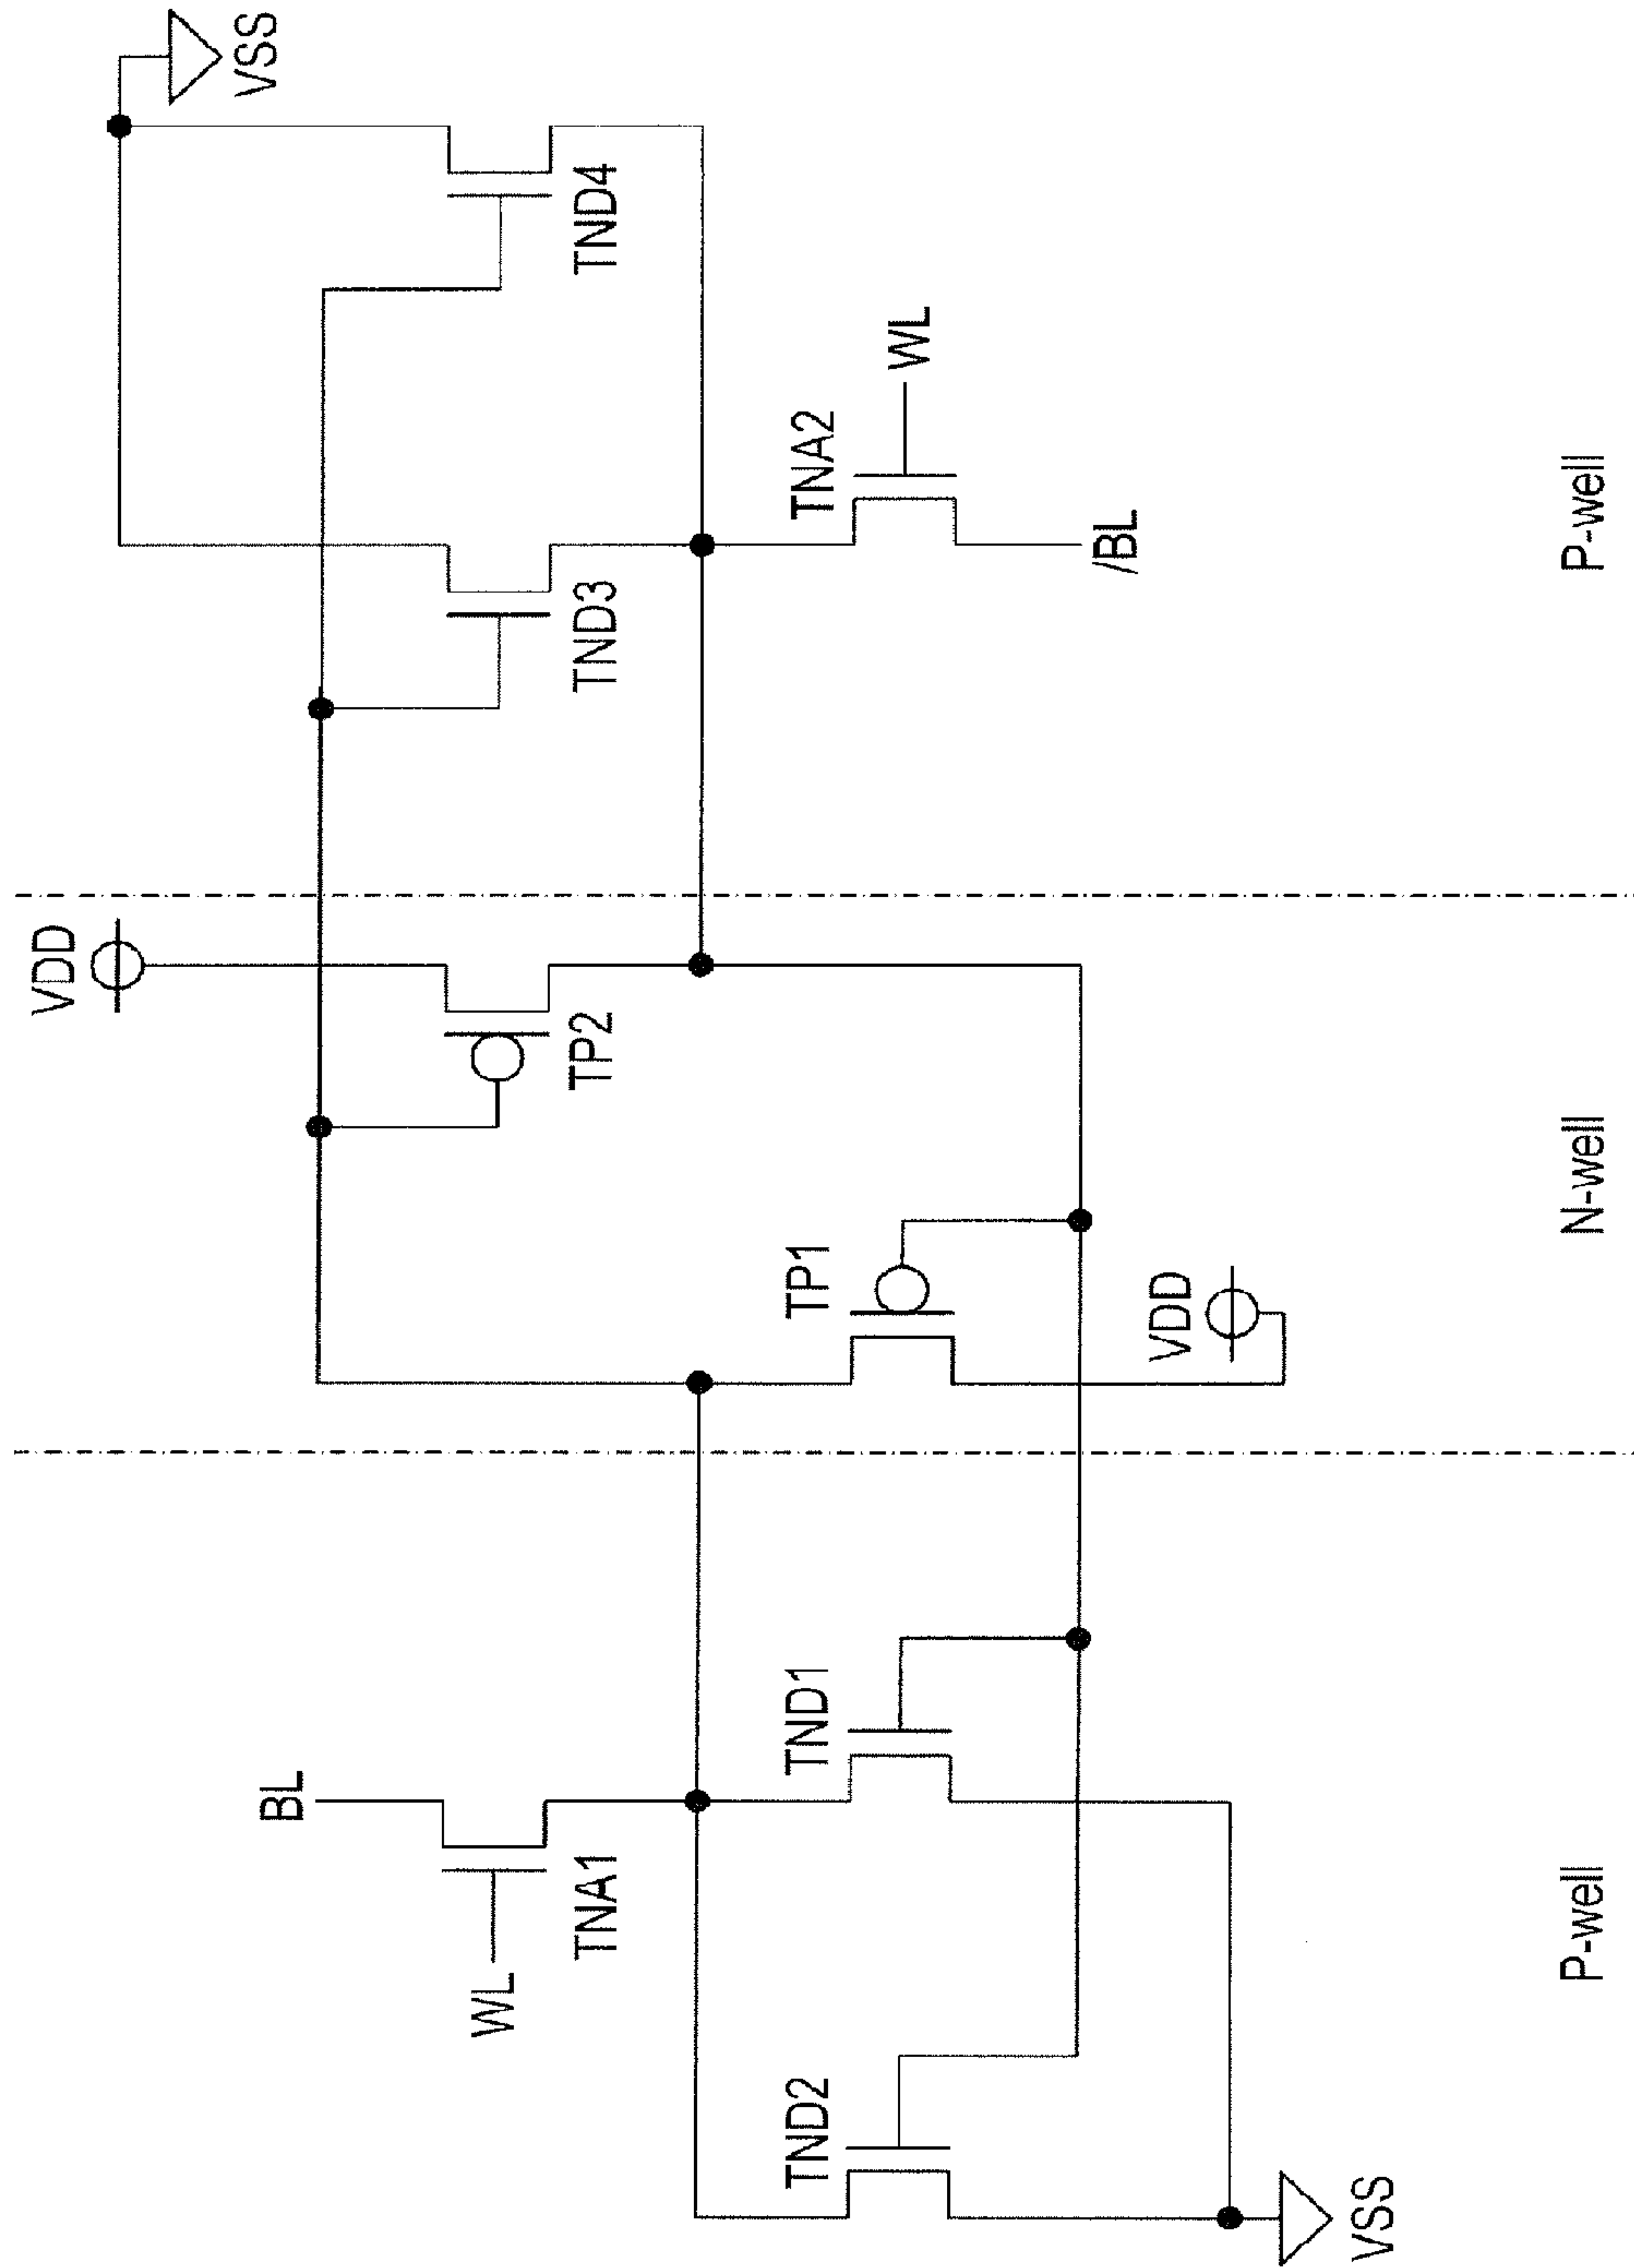 VDD
VSS
BL
WL
TNA1
TP2
TND3
TND4
TND2
TND1
TP1
TNA2
WL
VSS
VDD
/BL
P-well
N-well
P-well